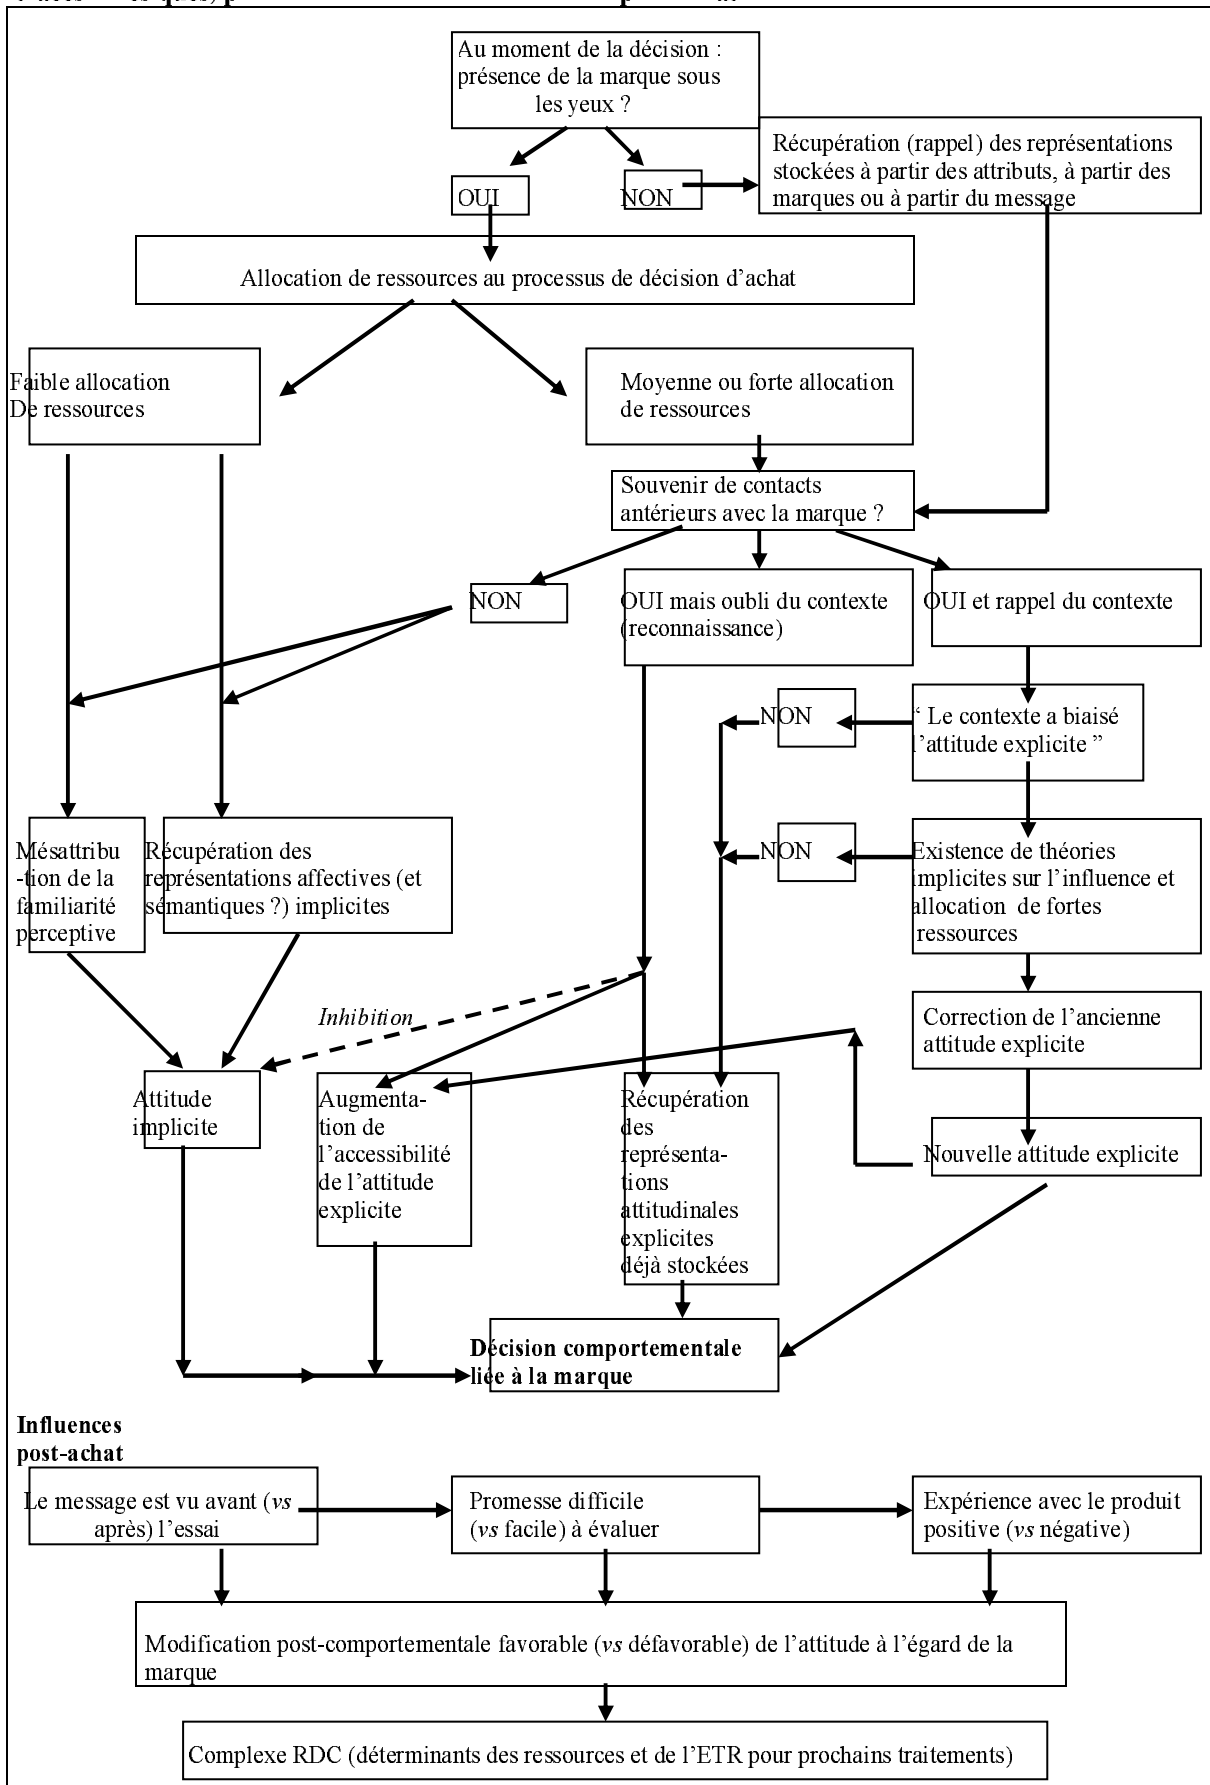 Au moment de la décision :
présence de la marque sous
les yeux ?
Récupération (rappel) des représentations
stockées à partir des attributs, à partir des
marques ou à partir du message
OUI
NON
Allocation de ressources au processus de décision d’achat
Faible allocation
De ressources
Moyenne ou forte allocation
de ressources
Souvenir de contacts
antérieurs avec la marque ?
NON
OUI mais oubli du contexte
(reconnaissance)
OUI et rappel du contexte
NON
“ Le contexte a biaisé
l’attitude explicite ”
NON
Existence de théories
implicites sur l’influence et
allocation de fortes
ressources
Mésattribu
-tion de la
familiarité
perceptive
Récupération des
représentations affectives (et
sémantiques ?) implicites
Inhibition
Correction de l’ancienne
attitude explicite
Attitude
implicite
Augmenta-
tion de
l’accessibilité
de l’attitude
explicite
Récupération
des
représenta-
tions
attitudinales
explicites
déjà stockées
Nouvelle attitude explicite
Décision comportementale
liée à la marque
Influences
post-achat
Le message est vu avant (vs
après) l’essai
Promesse difficile
(vs facile) à évaluer
Expérience avec le produit
positive (vs négative)
Modification post-comportementale favorable (vs défavorable) de l’attitude à l’égard de la
marque
Complexe RDC (déterminants des ressources et de l’ETR pour prochains traitements)